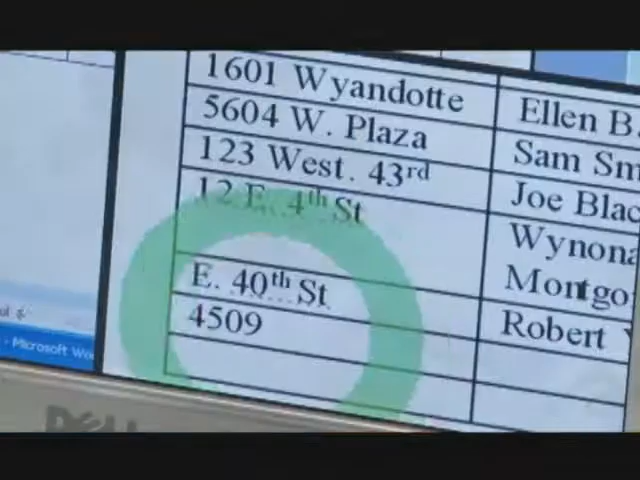 1601 Wyandotte Ellen B.
5604 W. Plaza Sam Sm
123 West. 43rd Joe Blac
12 E. 4th St Wynona
Montgo
E. 40th St Robert
4509
- Microsoft Wo
DELL